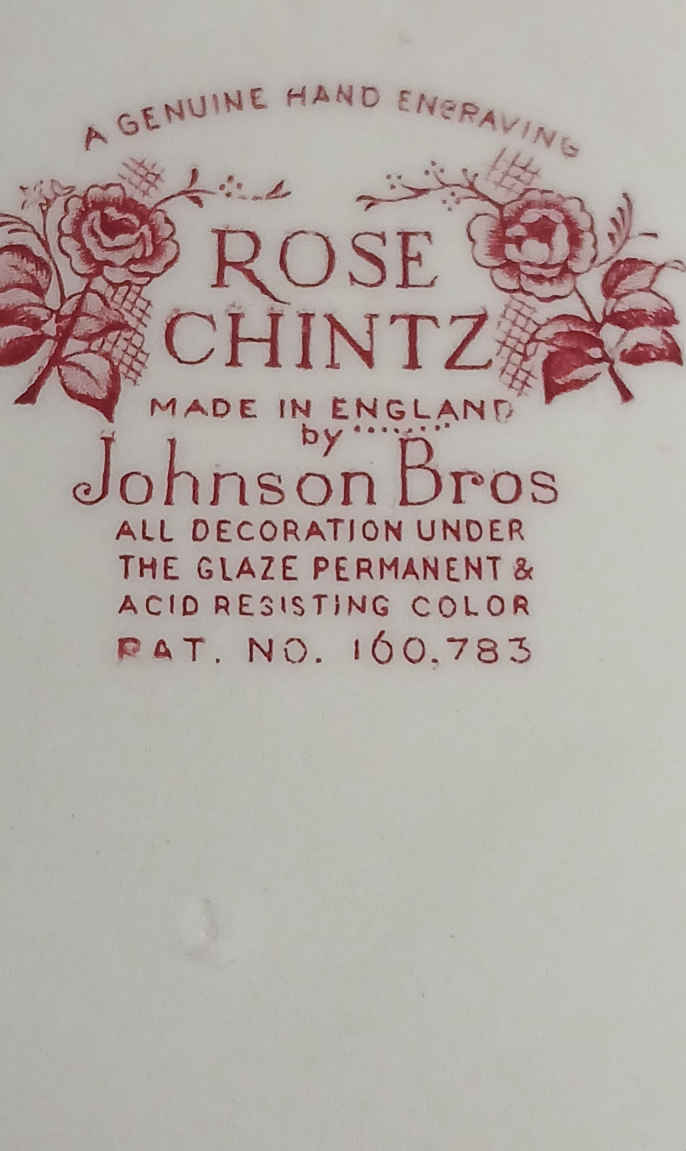 A GENUINE HAND ENGRAVING
ROSE
CHINTZ
MADE IN ENGLAND
by
Johnson Bros
ALL DECORATION UNDER
THE GLAZE PERMANENT &
ACID RESISTING COLOR
PAT. NO. 160.783